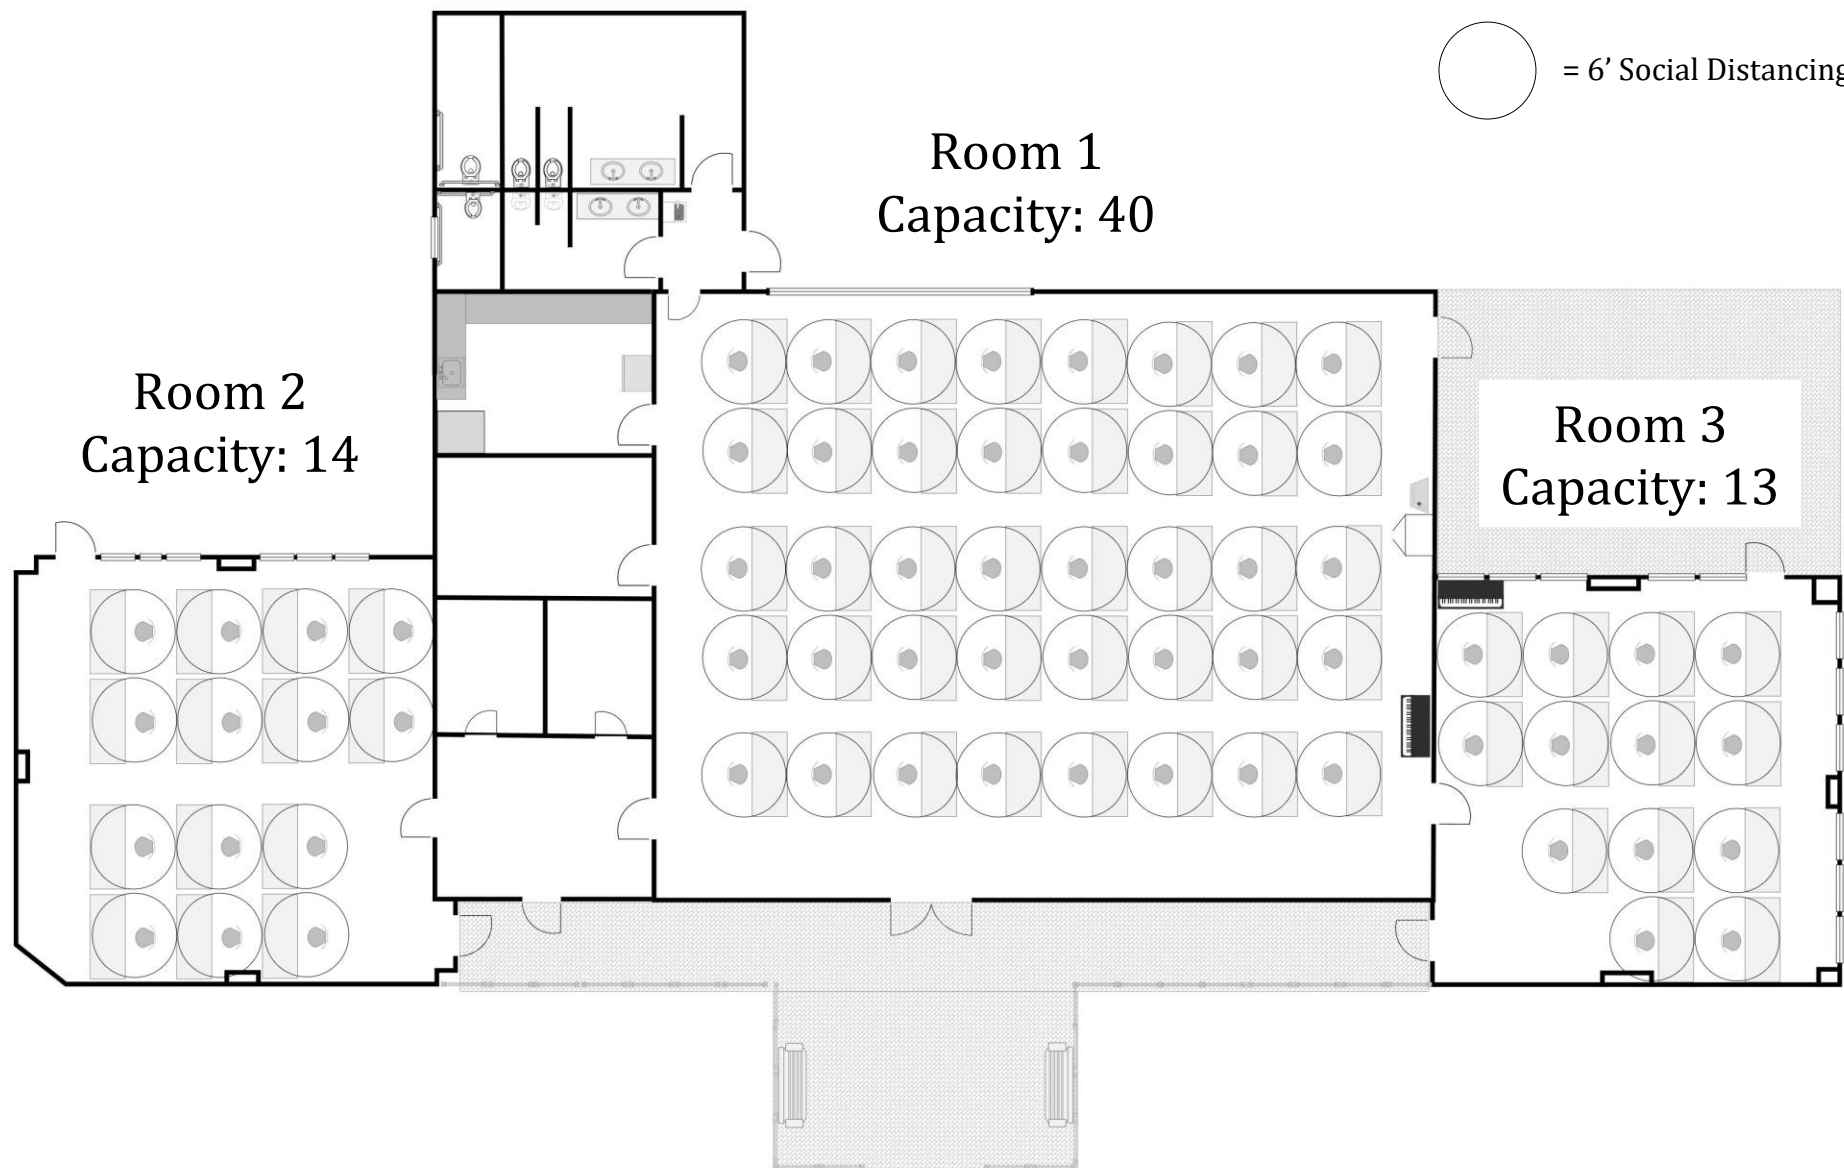 = 6’ Social Distancing
Room 1
Capacity: 40
Room 2
Capacity: 14
Room 3
Capacity: 13